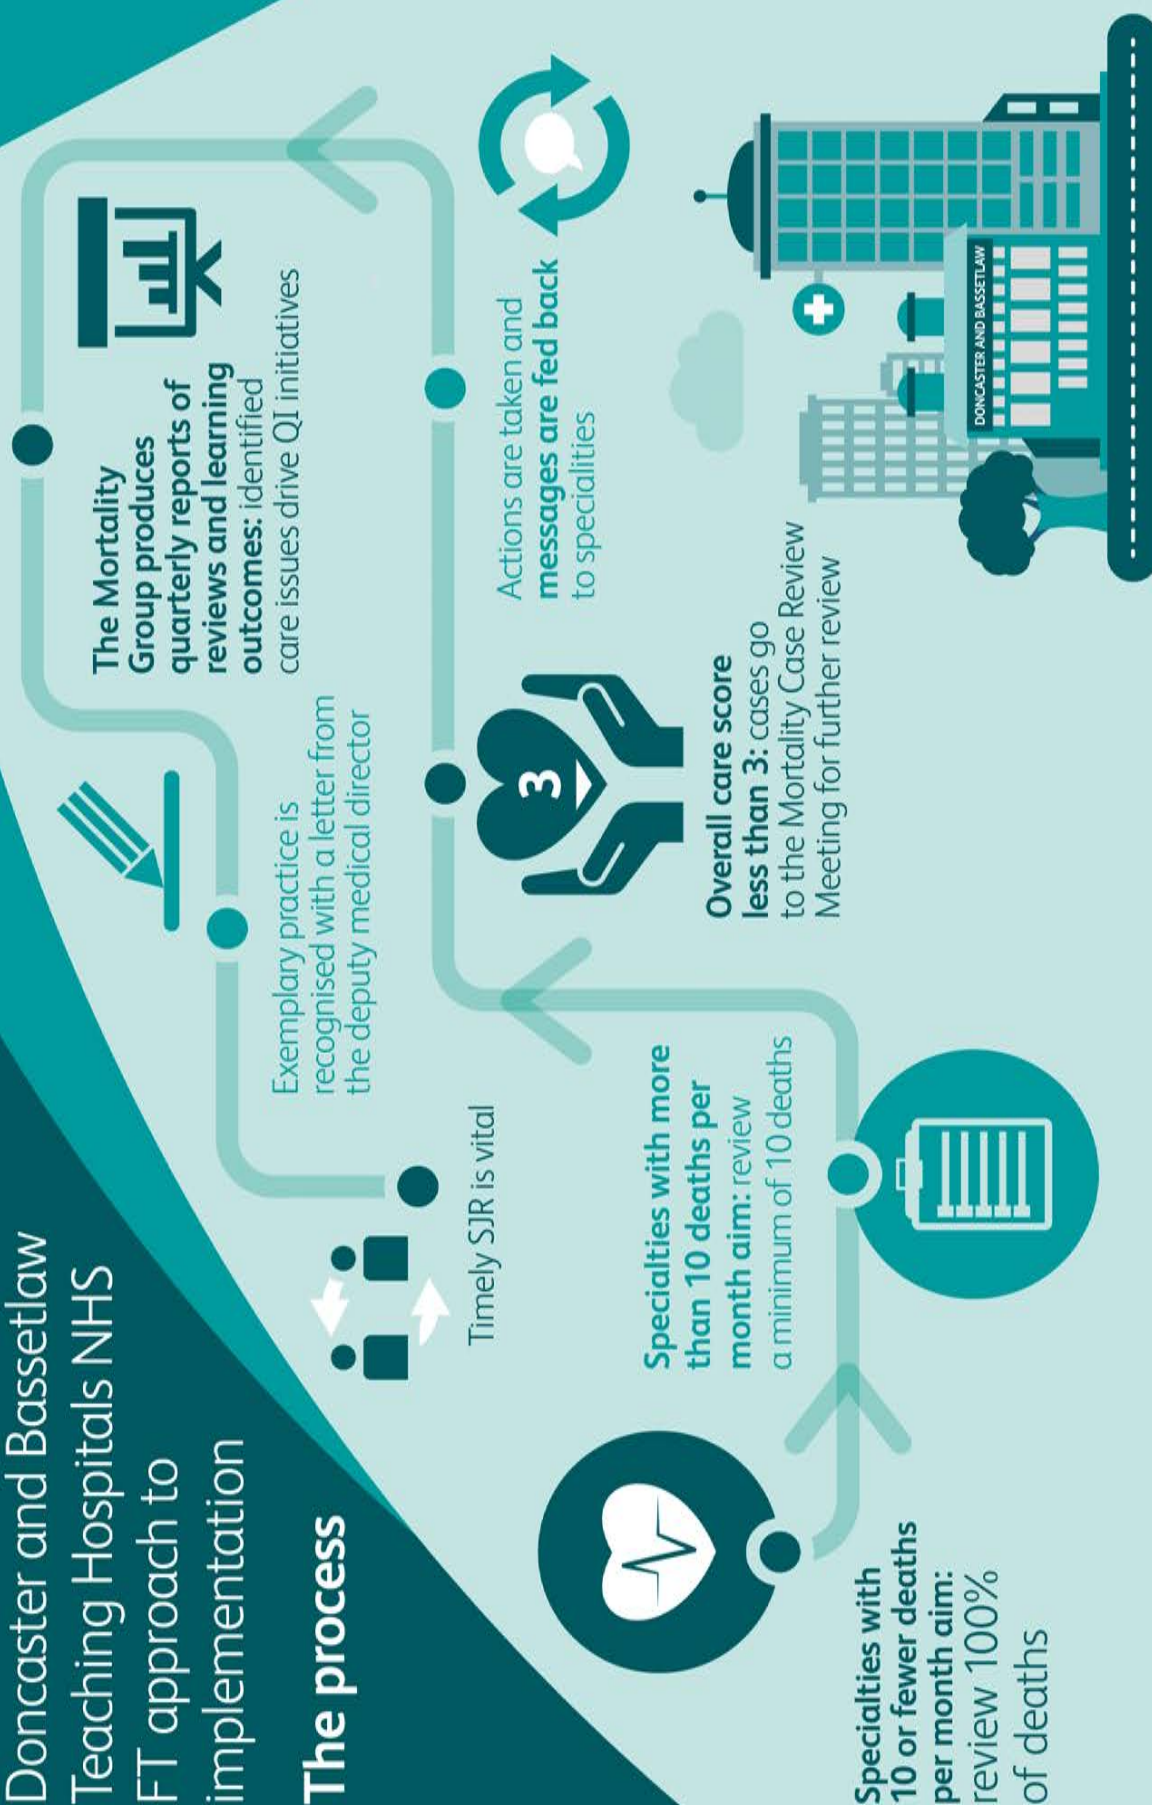 Doncaster and Bassetlaw
Teaching Hospitals NHS
FT approach to
implementation
The process
Specialties with
10 or fewer deaths
per month aim:
review 100%
of deaths
Specialties with more
than 10 deaths per
month aim: review
a minimum of 10 deaths
3
Overall care score
less than 3: cases go
to the Mortality Case Review
Meeting for further review
Actions are taken and
messages are fed back
to specialities
The Mortality
Group produces
quarterly reports of
reviews and learning
outcomes: identified
care issues drive QI initiatives
Exemplary practice is
recognised with a letter from
the deputy medical director
Timely SJR is vital
DONCASTER AND BASSETLAW